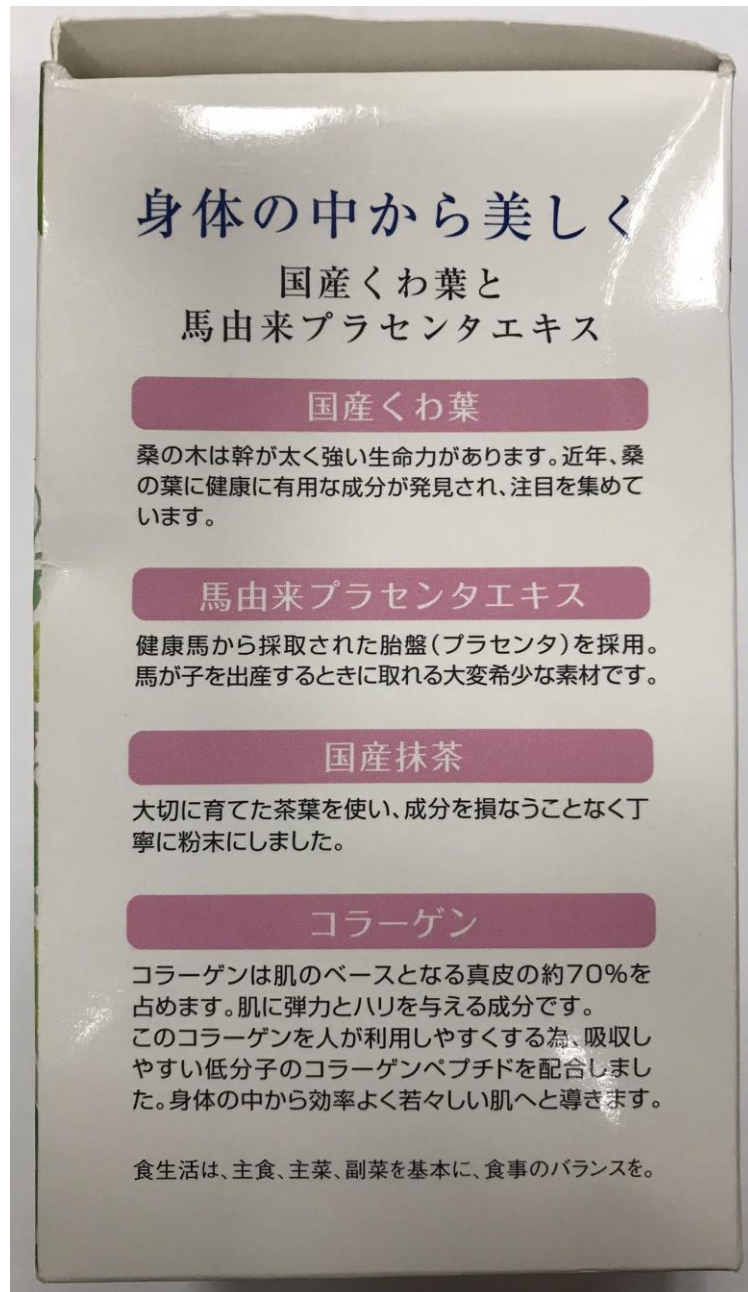 身体の中から美しく
国産くわ葉と
馬由来プラセンタエキス
国産くわ葉
桑の木は幹が太く強い生命力があります。近年、桑
の葉に健康に有用な成分が発見され、注目を集めて
います。
馬由来プラセンタエキス
健康馬から採取された胎盤(プラセンタ)を採用。
馬が子を出産するときに取れる大変希少な素材です。
国産抹茶
大切に育てた茶葉を使い、成分を損なうことなく丁
寧に粉末にしました。
コラーゲン
コラーゲンは肌のベースとなる真皮の約70%を
占めます。肌に弾力とハリを与える成分です。
このコラーゲンを人が利用しやすくする為、吸収し
やすい低分子のコラーゲンペプチドを配合しまし
た。身体の中から効率よく若々しい肌へと導きます。
食生活は、主食、主菜、副菜を基本に、食事のバランスを。